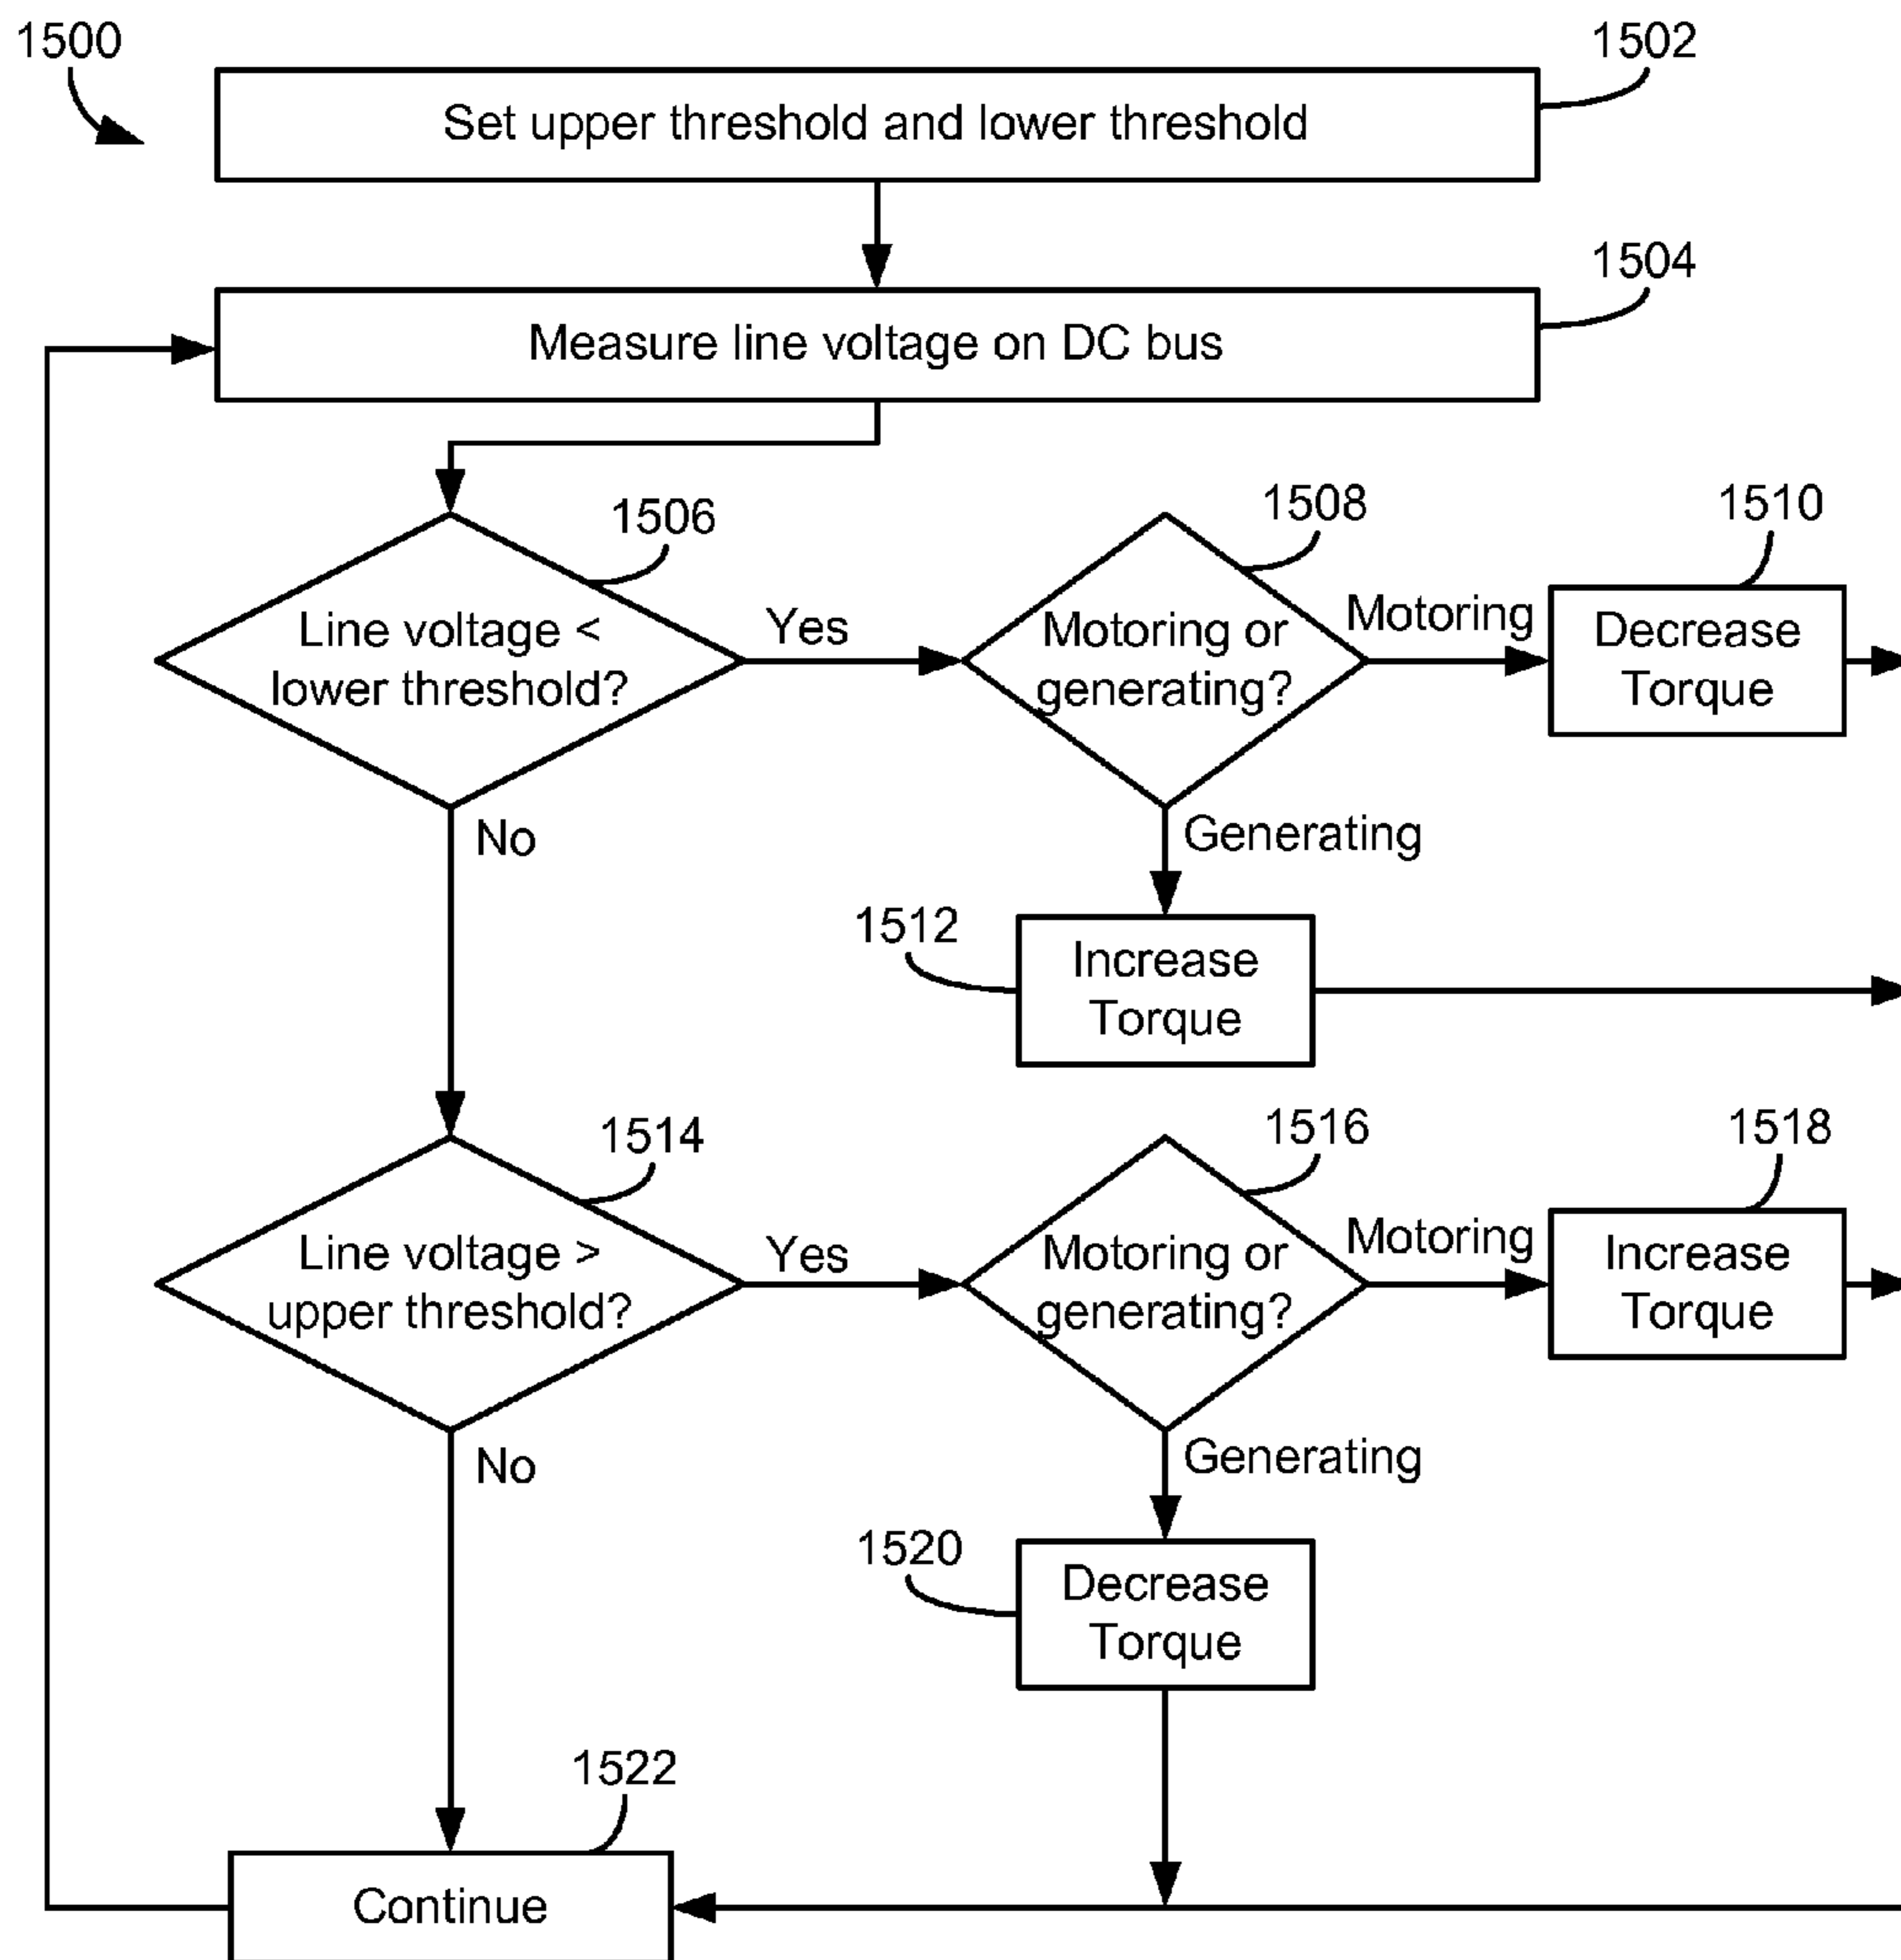 1500
1502
Set upper threshold and lower threshold
1504
Measure line voltage on DC bus
1506
Line voltage <
lower threshold?
Yes
No
1508
Motoring or
generating?
Motoring
Generating
1510
Decrease
Torque
1512
Increase
Torque
1514
Line voltage >
upper threshold?
Yes
No
1516
Motoring or
generating?
Motoring
Generating
1518
Increase
Torque
1520
Decrease
Torque
1522
Continue